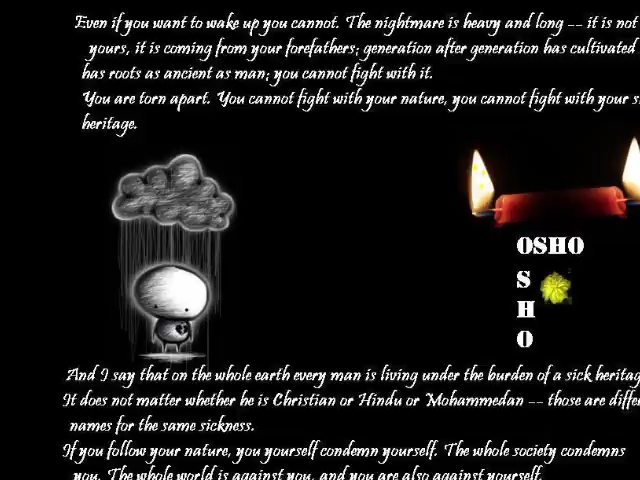 Even if you want to wake up you cannot. The nightmare is heavy and long -- it is not
yours, it is coming from your forefathers; generation after generation has cultivated
has roots as ancient as man; you cannot fight with it.
You are torn apart. You cannot fight with your nature, you cannot fight with your
heritage.
OSHO
S
H
O
And I say that on the whole earth every man is living under the burden of a sick
It does not matter whether he is Christian or Hindu or Mohammedan -- those are
names for the same sickness.
If you follow your nature, you yourself condemn yourself. The whole society condemns
you. The whole world is against you, and you are also against yourself.